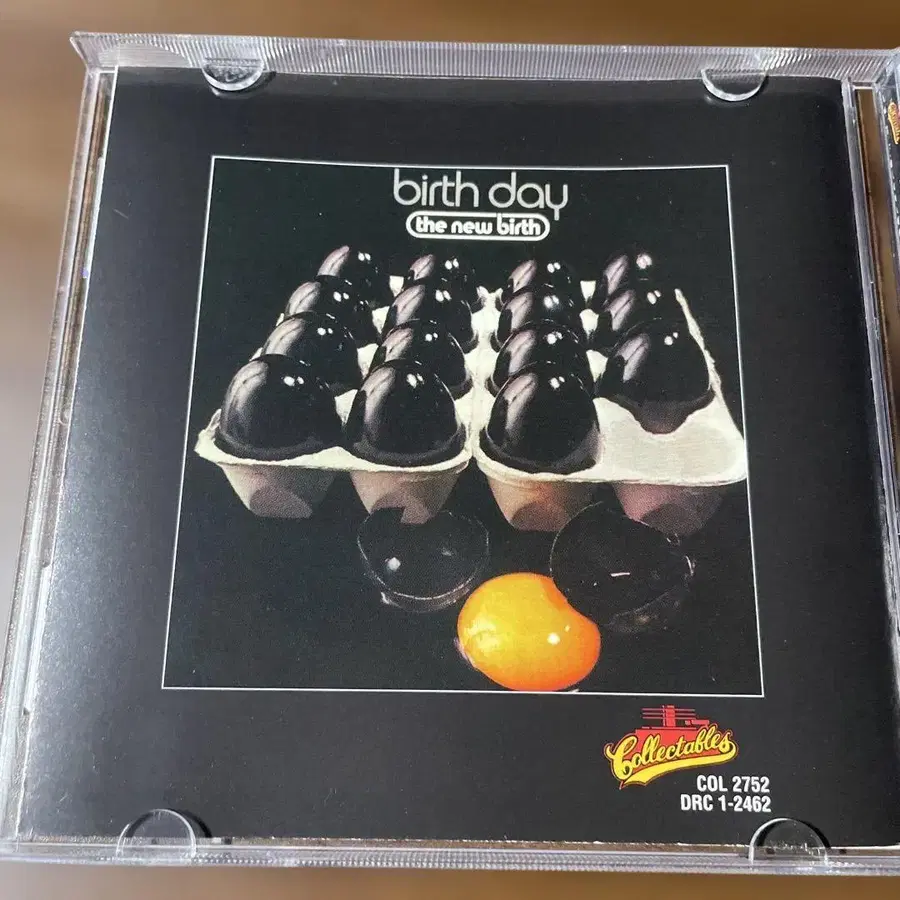 birth day
the new birth
Collectables
COL 2752
DRC 1-2462